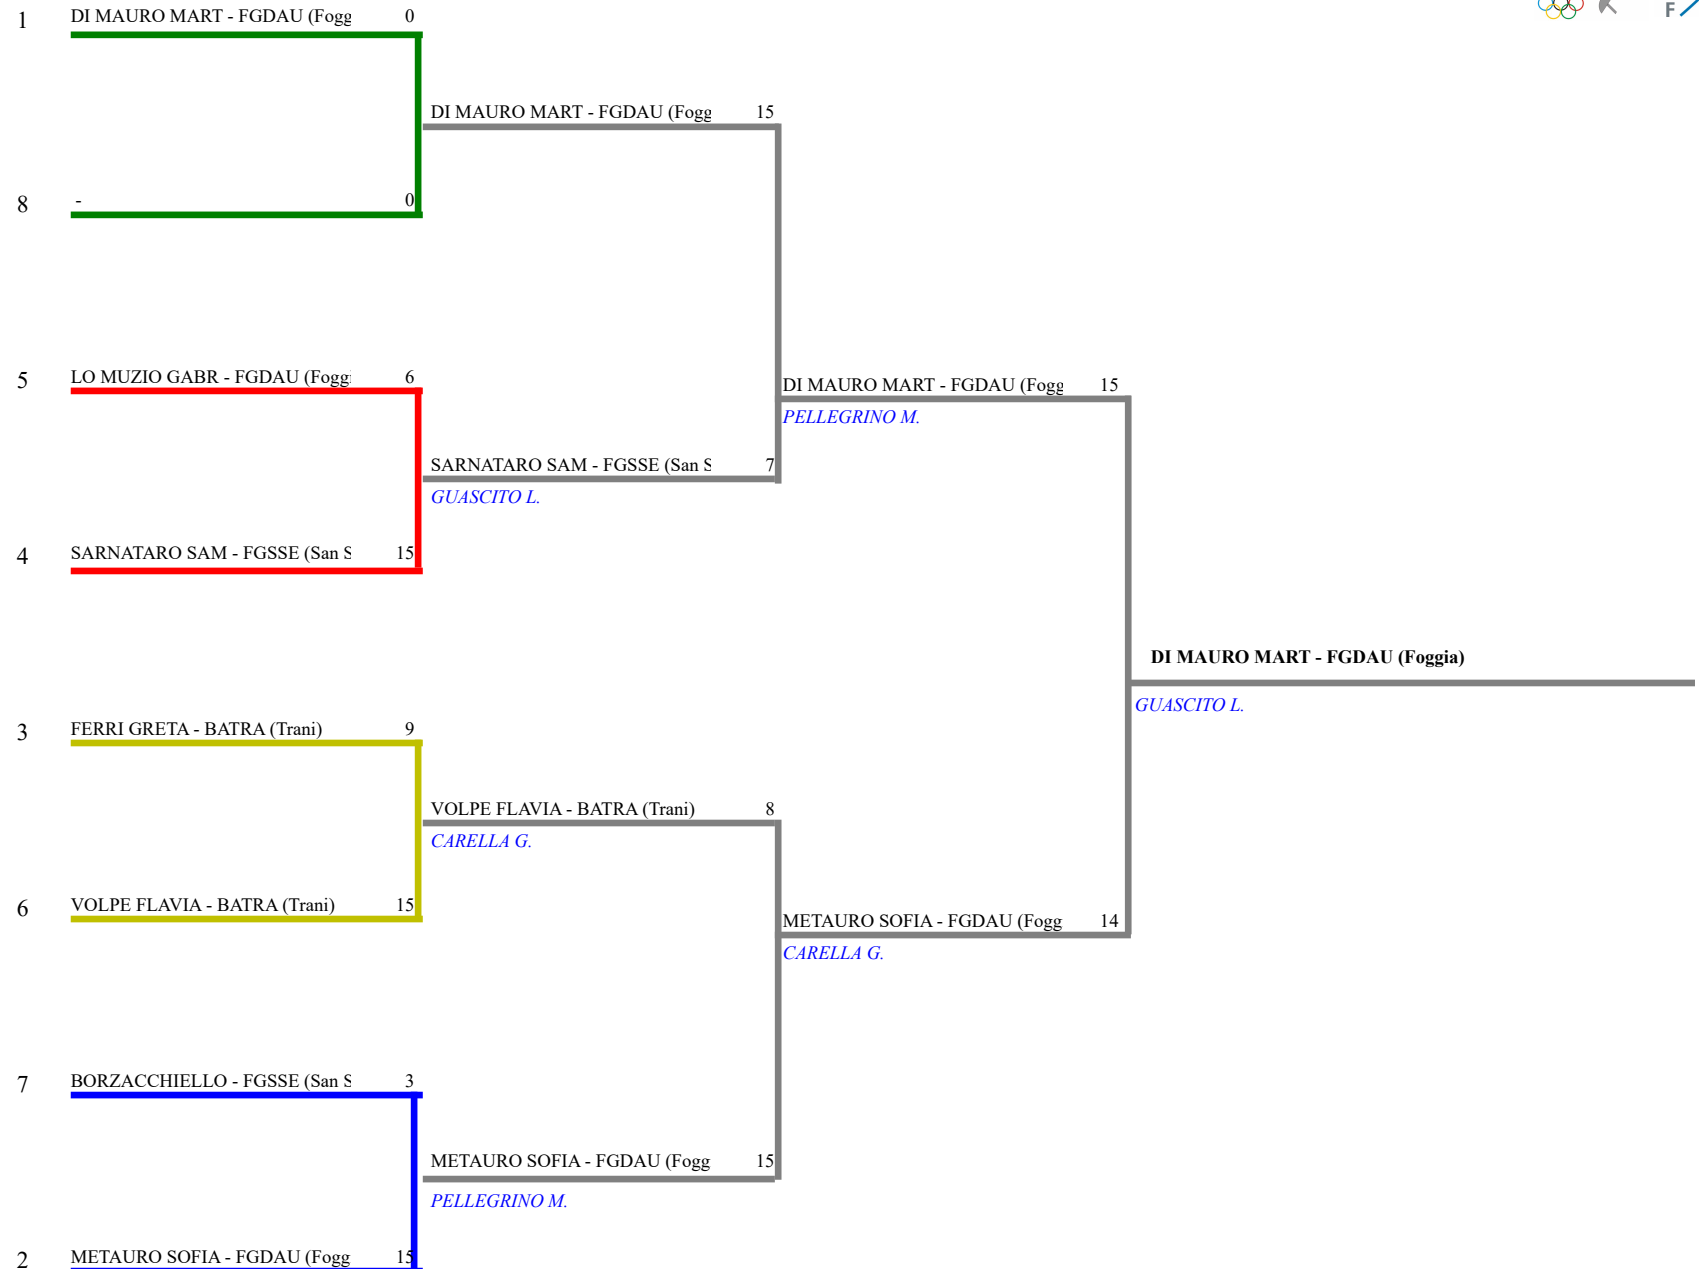 1 DI MAURO MART - FGDAU (Fogg 0
F
DI MAURO MART - FGDAU (Fogg 15
8 - 0
5 LO MUZIO GABR - FGDAU (Foggi 6
DI MAURO MART - FGDAU (Fogg 15
PELLEGRINO M.
SARNATARO SAM - FGSSE (San S 7
GUASCITO L.
4 SARNATARO SAM - FGSSE (San S 15
DI MAURO MART - FGDAU (Foggia)
GUASCITO L.
3 FERRI GRETA - BATRA (Trani) 9
VOLPE FLAVIA - BATRA (Trani) 8
CARELLA G.
6 VOLPE FLAVIA - BATRA (Trani) 15
METAURO SOFIA - FGDAU (Fogg 14
CARELLA G.
7 BORZACCHIELLO - FGSSE (San S 3
METAURO SOFIA - FGDAU (Fogg 15
PELLEGRINO M.
2 METAURO SOFIA - FGDAU (Fogg 15